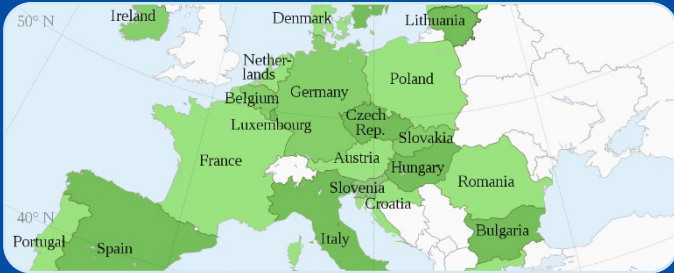 50° N
Ireland
Denmark
Lithuania
Nether-
lands
Poland
Germany
Belgium
Czech
Rep.
Luxembourg
Slovakia
France
Austria
Hungary
Romania
Slovenia
Croatia
40° N
Bulgaria
Portugal
Spain
Italy